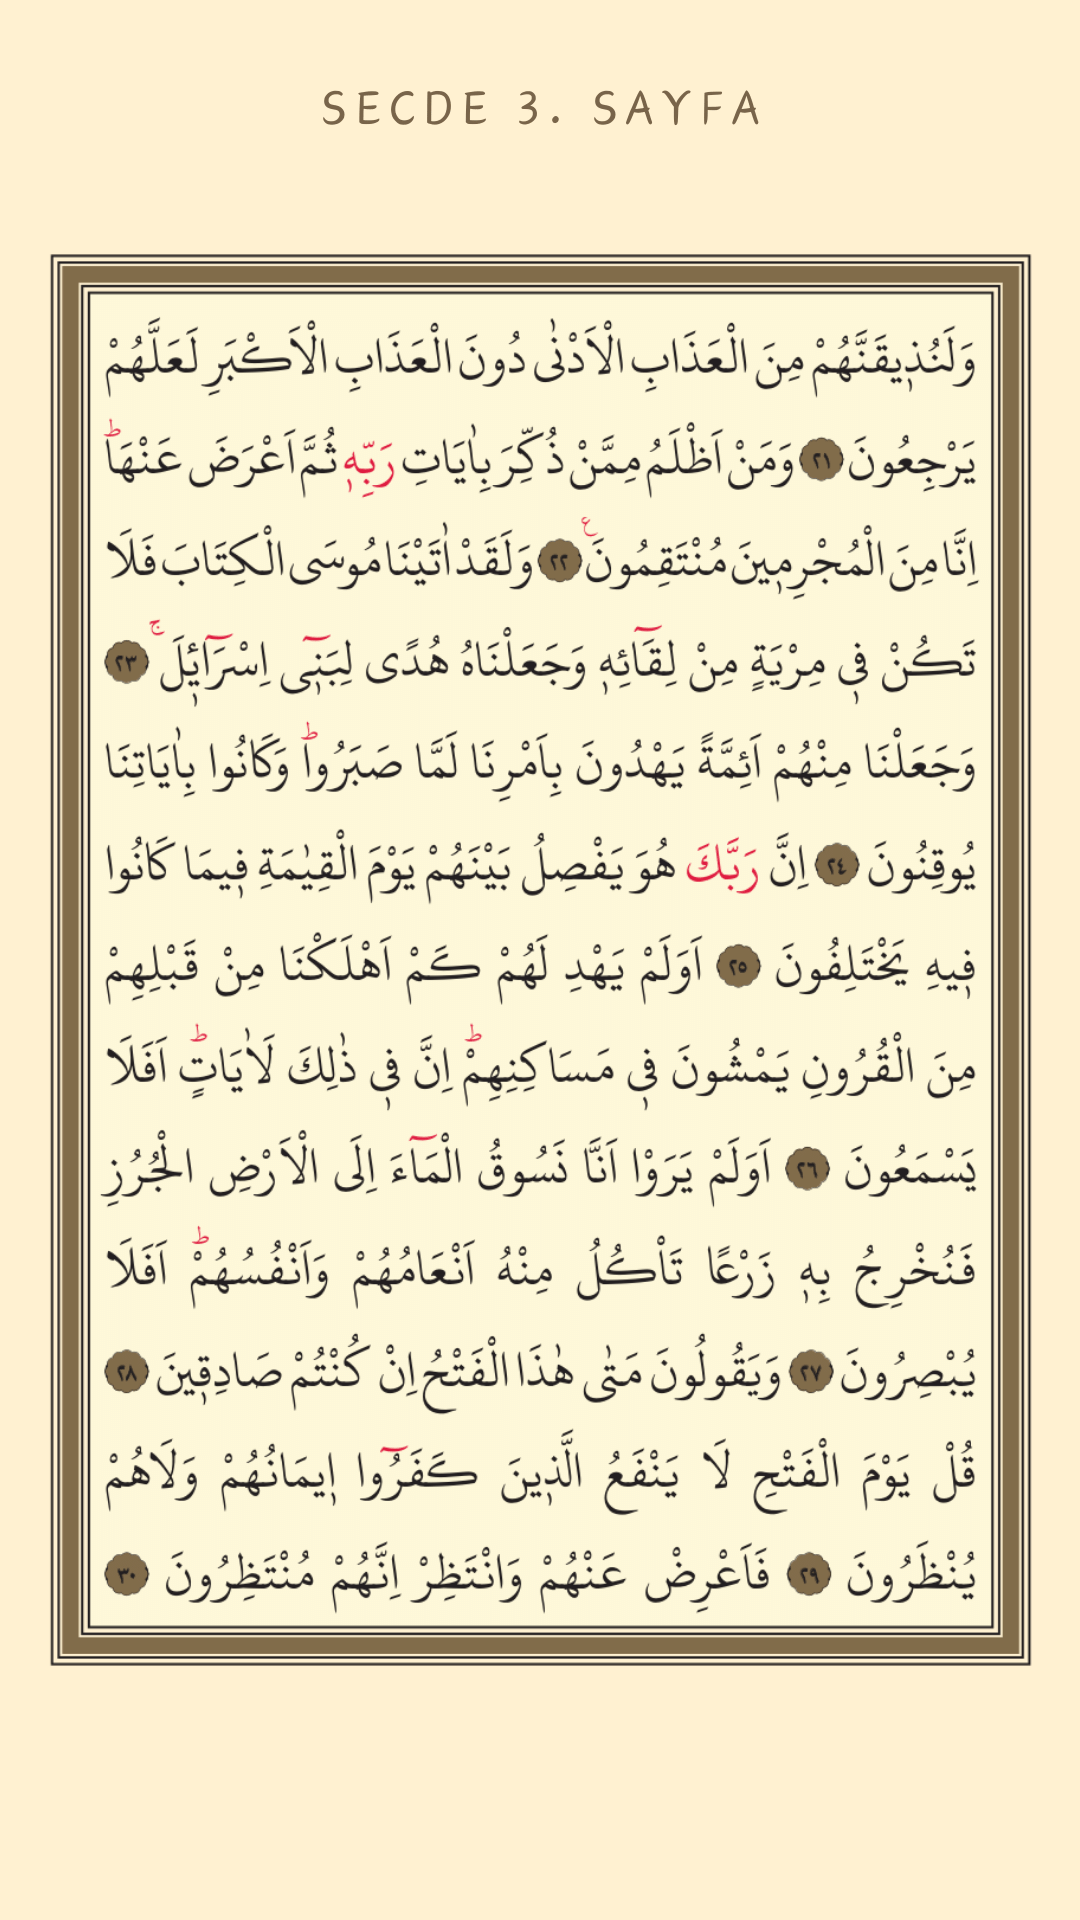 SECDE 3. SAYFA
وَلَنُذ۪يقَنَّهُمْ مِنَ الْعَذَابِ الْاَدْنٰى دُونَ الْعَذَابِ الْاَكْبَرِ لَعَلَّهُمْ
يَرْجِعُونَ ﴿٢١﴾ وَمَنْ اَظْلَمُ مِمَّنْ ذُكِّرَ بِاٰيَاتِ رَبِّه۪ ثُمَّ اَعْرَضَ عَنْهَاۜ
اِنَّا مِنَ الْمُجْرِم۪ينَ مُنْتَقِمُونَ۟ ﴿٢٢﴾ وَلَقَدْ اٰتَيْنَا مُوسَى الْكِتَابَ فَلَا
تَكُنْ ف۪ي مِرْيَةٍ مِنْ لِقَٓائِه۪ وَجَعَلْنَاهُ هُدًى لِبَن۪ٓي اِسْرَٓائ۪لَۚ ﴿٢٣﴾
وَجَعَلْنَا مِنْهُمْ اَئِمَّةً يَهْدُونَ بِاَمْرِنَا لَمَّا صَبَرُواۜ وَكَانُوا بِاٰيَاتِنَا
يُوقِنُونَ ﴿٢٤﴾ اِنَّ رَبَّكَ هُوَ يَفْصِلُ بَيْنَهُمْ يَوْمَ الْقِيٰمَةِ ف۪يمَا كَانُوا
ف۪يهِ يَخْتَلِفُونَ ﴿٢٥﴾ اَوَلَمْ يَهْدِ لَهُمْ كَمْ اَهْلَكْنَا مِنْ قَبْلِهِمْ
مِنَ الْقُرُونِ يَمْشُونَ ف۪ي مَسَاكِنِهِمْۜ اِنَّ ف۪ي ذٰلِكَ لَاٰيَاتٍۜ اَفَلَا
يَسْمَعُونَ ﴿٢٦﴾ اَوَلَمْ يَرَوْا اَنَّا نَسُوقُ الْمَٓاءَ اِلَى الْاَرْضِ الْجُرُزِ
فَنُخْرِجُ بِه۪ زَرْعًا تَأْكُلُ مِنْهُ اَنْعَامُهُمْ وَاَنْفُسُهُمْۜ اَفَلَا
يُبْصِرُونَ ﴿٢٧﴾ وَيَقُولُونَ مَتٰى هٰذَا الْفَتْحُ اِنْ كُنْتُمْ صَادِق۪ينَ ﴿٢٨﴾
قُلْ يَوْمَ الْفَتْحِ لَا يَنْفَعُ الَّذ۪ينَ كَفَرُٓوا ا۪يمَانُهُمْ وَلَاهُمْ
يُنْظَرُونَ ﴿٢٩﴾ فَاَعْرِضْ عَنْهُمْ وَانْتَظِرْ اِنَّهُمْ مُنْتَظِرُونَ ﴿٣٠﴾